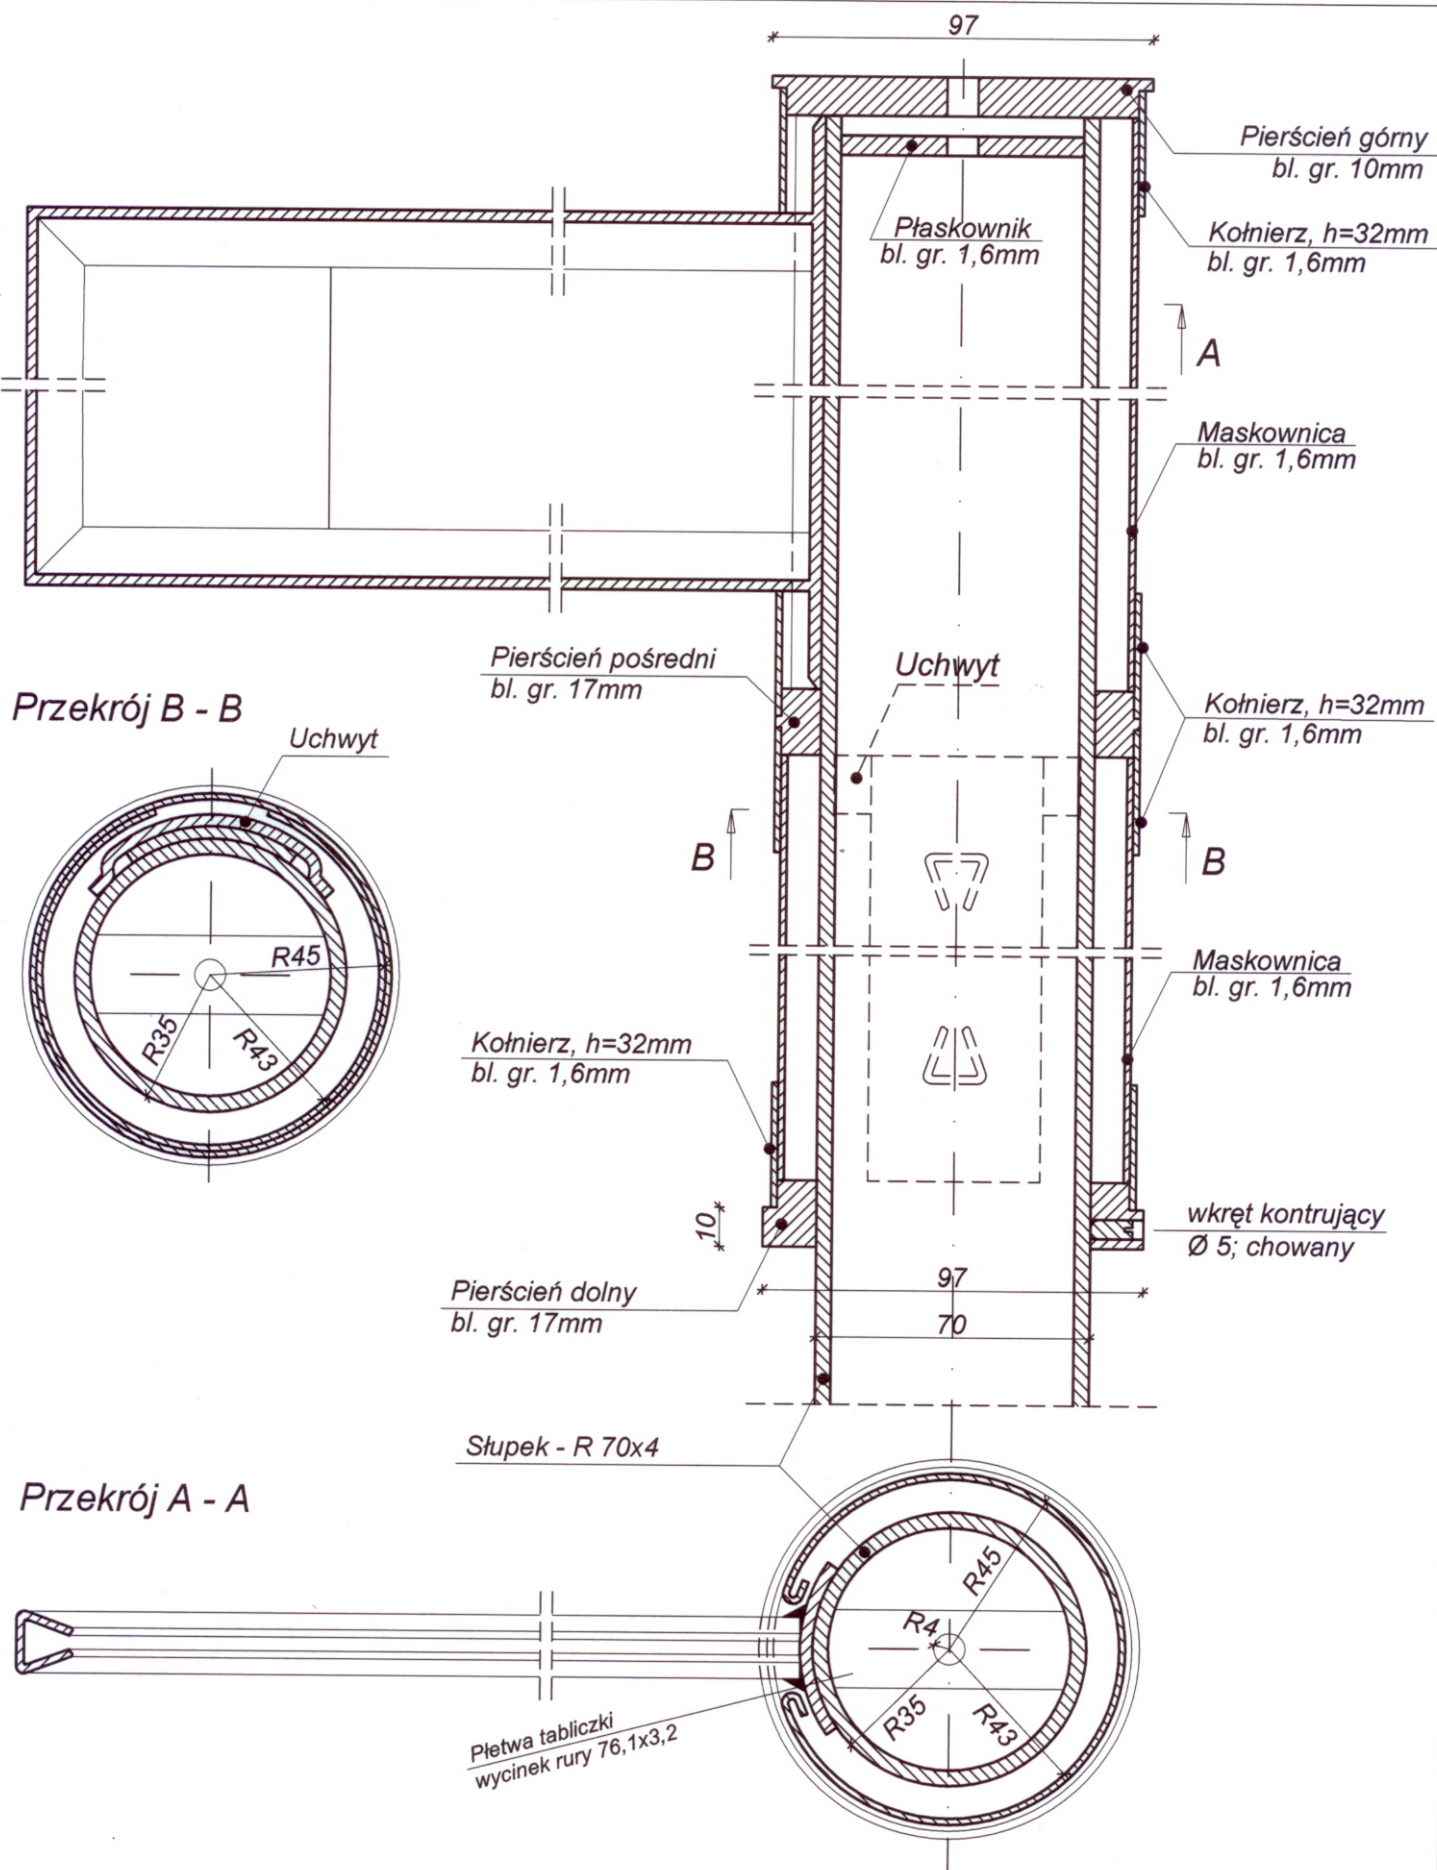 97
Pierścień górny
bl. gr. 10mm
Płaskownik
bl. gr. 1,6mm
Kołnierz, h=32mm
bl. gr. 1,6mm
A
Maskownica
bl. gr. 1,6mm
Pierścień pośredni
bl. gr. 17mm
Uchwyt
Kołnierz, h=32mm
bl. gr. 1,6mm
Przekrój B - B
Uchwyt
B
B
R45
R35
R43
Maskownica
bl. gr. 1,6mm
Kołnierz, h=32mm
bl. gr. 1,6mm
10
wkręt kontrujący
Ø 5; chowany
Pierścień dolny
bl. gr. 17mm
97
70
Słupek - R 70x4
Przekrój A - A
R45
R4
R35
R43
Płetwa tabliczki
wycinek rury 76,1x3,2